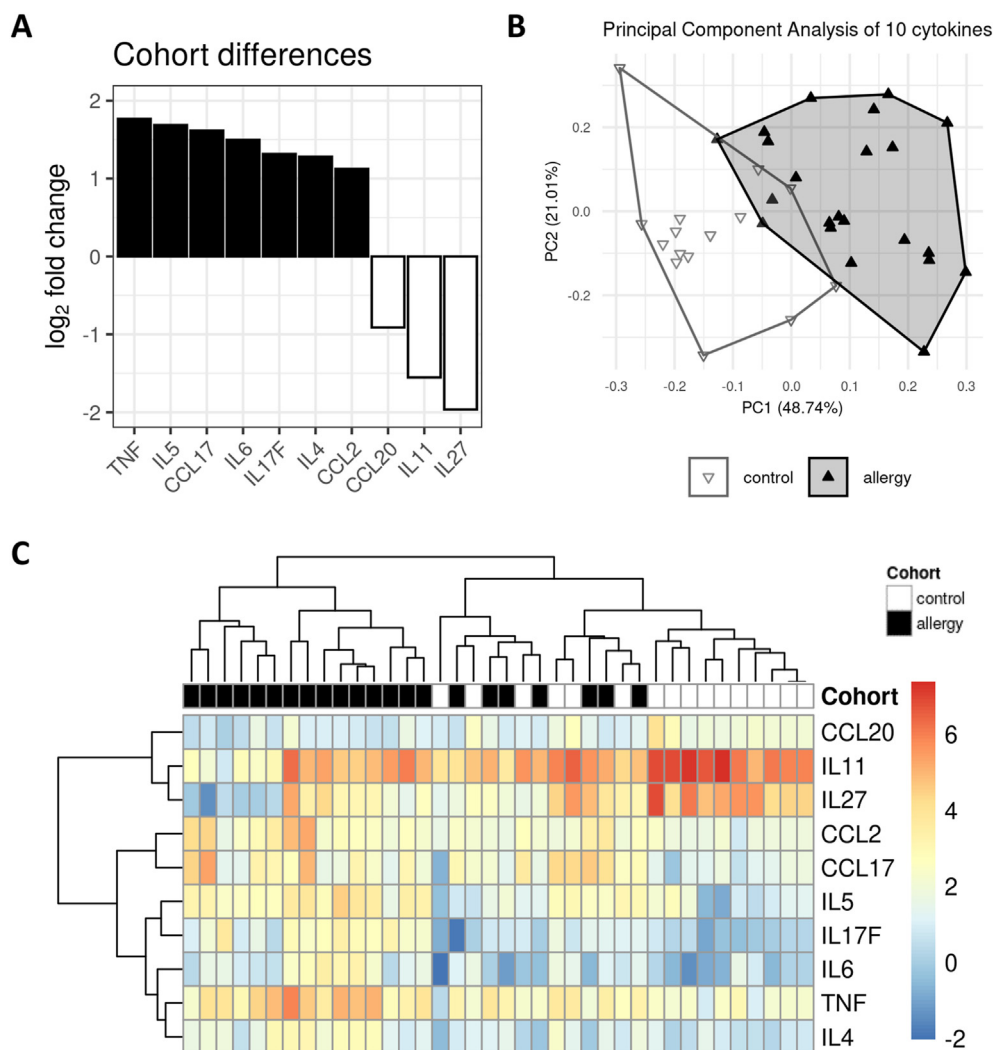 A
Cohort differences
log2 fold change
2
1
0
-1
-2
TNF
IL5
CCL17
IL6
IL17F
IL4
CCL2
CCL20
IL11
IL27
B
Principal Component Analysis of 10 cytokines
PC2 (21.01%)
0.2
0.0
-0.2
-0.3
-0.2
-0.1
0.0
0.1
0.2
0.3
PC1 (48.74%)
control
allergy
C
Cohort
control
allergy
Cohort
CCL20
IL11
IL27
CCL2
CCL17
IL5
IL17F
IL6
TNF
IL4
6
4
2
0
-2